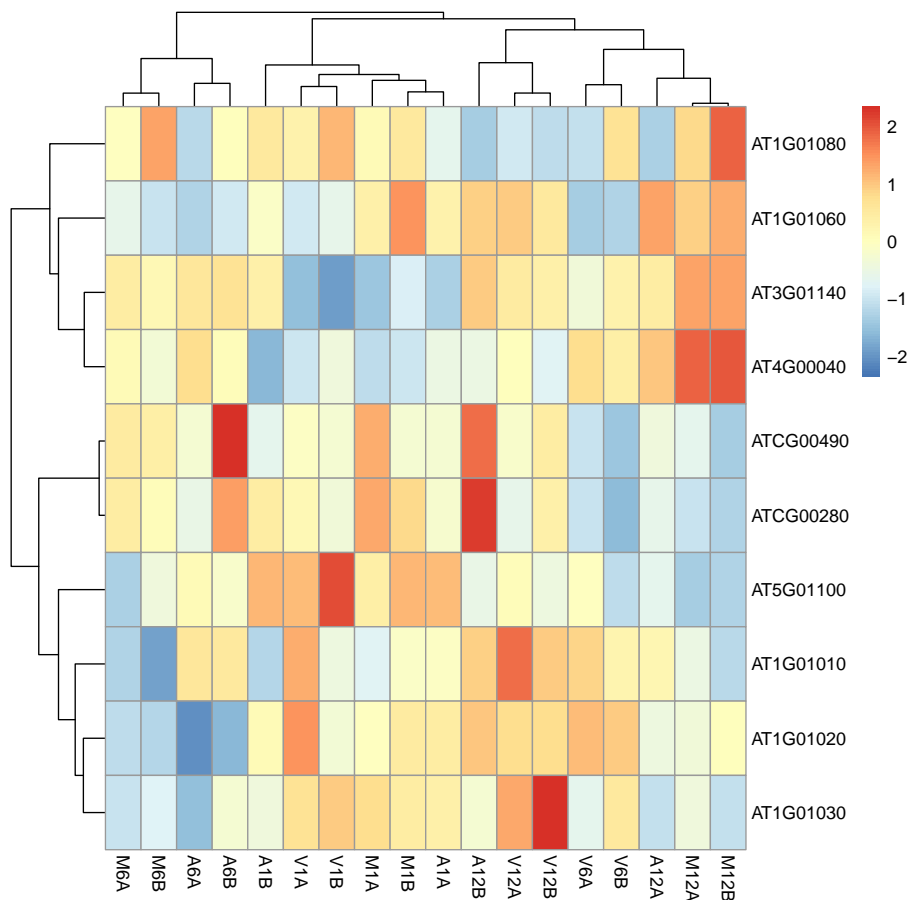 AT1G01080
AT1G01060
AT3G01140
AT4G00040
ATCG00490
ATCG00280
AT5G01100
AT1G01010
AT1G01020
AT1G01030
2
1
0
−1
−2
M6A
M6B
A6A
A6B
A1B
V1A
V1B
M1A
M1B
A1A
A12B
V12A
V12B
V6A
V6B
A12A
M12A
M12B